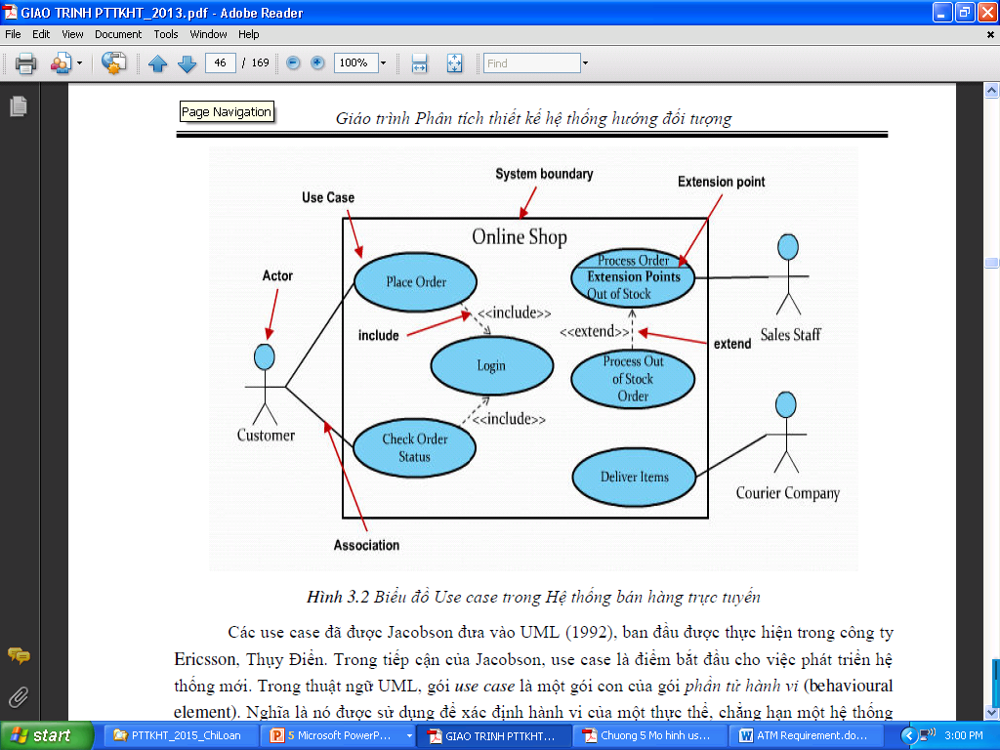 GIAO TRINH PTTKHT_2013.pdf - Adobe Reader
File Edit View Document Tools Window Help
46 / 169 100% Find
Page Navigation
Giáo trình Phân tích thiết kế hệ thống hướng đối tượng
System boundary
Extension point
Use Case
Online Shop
Actor
Place Order
Process Order
Extension Points
Out of Stock
<<include>>
include
<<extend>>
extend
Sales Staff
Login
Process Out
of Stock
Order
<<include>>
Customer
Check Order
Status
Deliver Items
Courier Company
Association
Hình 3.2 Biểu đồ Use case trong Hệ thống bán hàng trực tuyến
Các use case đã được Jacobson đưa vào UML (1992), ban đầu được thực hiện trong công ty
Ericsson, Thụy Điển. Trong tiếp cận của Jacobson, use case là điểm bắt đầu cho việc phát triển hệ
thống mới. Trong thuật ngữ UML, gói use case là một gói con của gói phần tử hành vi (behavioural
element). Nghĩa là nó được sử dụng để xác định hành vi của một thực thể, chẳng hạn một hệ thống
start PTTKHT_2015_ChiLoan 5 Microsoft PowerP... GIAO TRINH PTTKHT... Chuong 5 Mo hinh us... ATM Requirement.do... 3:00 PM